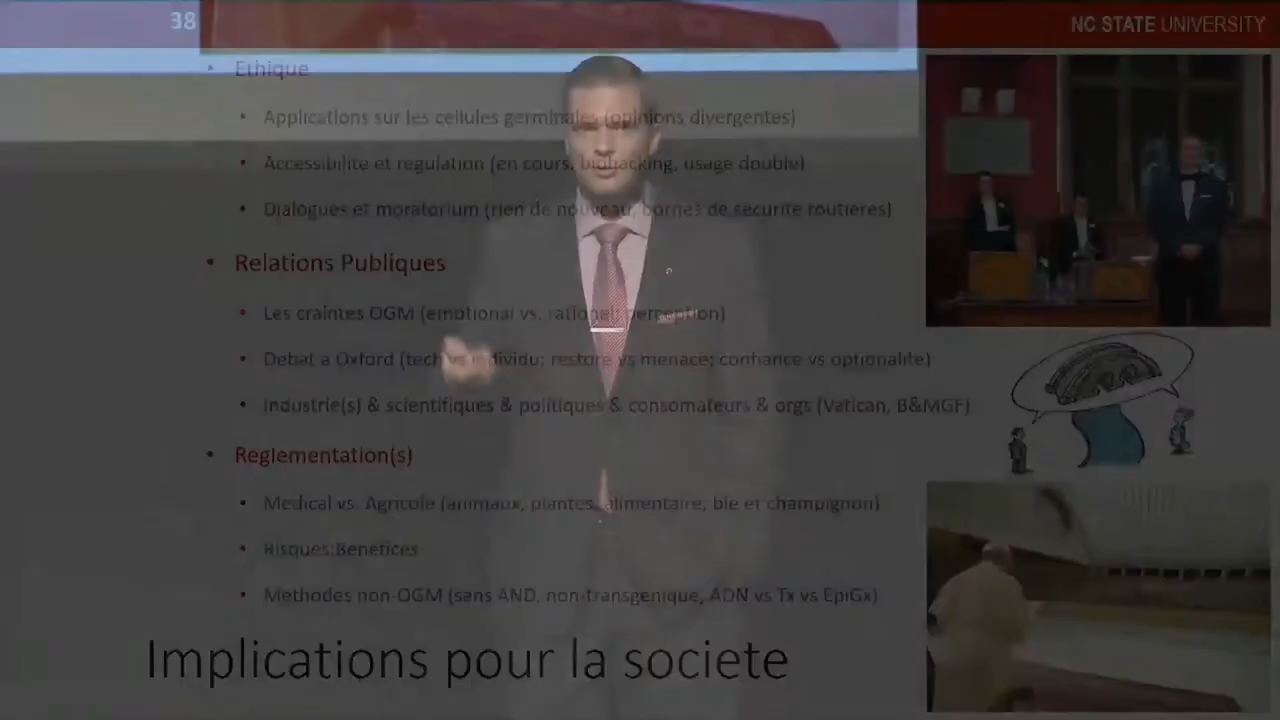 38
NC STATE UNIVERSITY
Ethique
Applications sur les cellules germinales (opinions divergentes)
Accessibilite et regulation (en cours, biohacking, usage double)
Dialogues et moratorium (rien de nouveau, bornes de securite routieres)
Relations Publiques
Les craintes OGM (emotional vs. rationel; perception)
Debat a Oxford (tech vs individu; restore vs menace; confiance vs optionalite)
Industrie(s) & scientifiques & politiques & consomateurs & orgs (Vatican, B&MGF)
Reglementation(s)
Medical vs. Agricole (animaux, plantes, alimentaire, ble et champignon)
Risques:Benefices
Methodes non-OGM (sans AND, non-transgenique, ADN vs Tx vs EpiGx)
Implications pour la societe